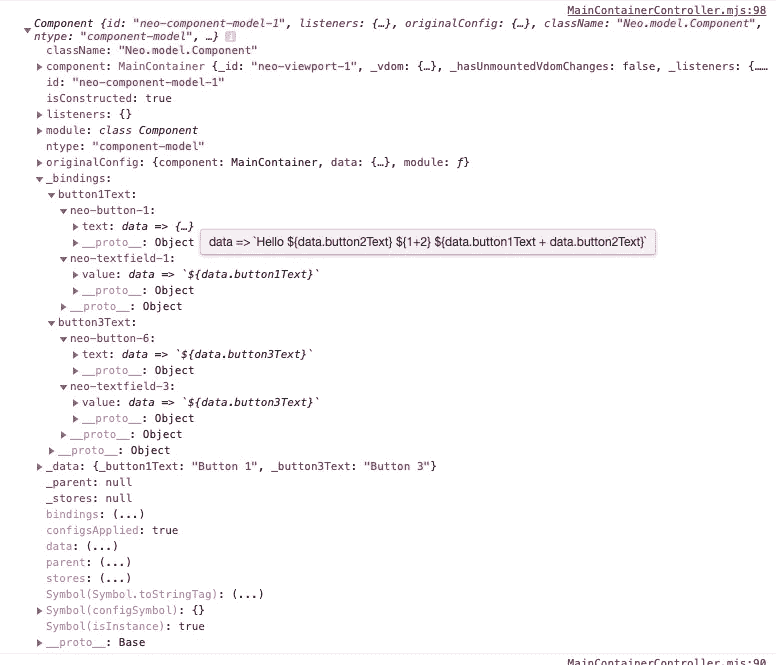 MainContainerController.mjs:98
Component {id: "neo-component-model-1", listeners: {…}, originalConfig: {…}, className: "Neo.model.Component",
ntype: "component-model", …}
className: "Neo.model.Component"
component: MainContainer {_id: "neo-viewport-1", _vdom: {…}, _hasUnmountedVdomChanges: false, _listeners: {……
id: "neo-component-model-1"
isConstructed: true
listeners: {}
module: class Component
ntype: "component-model"
originalConfig: {component: MainContainer, data: {…}, module: ƒ}
_bindings:
button1Text:
neo-button-1:
text: data => {…}
__proto__: Object
data => `Hello ${data.button2Text} ${1+2} ${data.button1Text + data.button2Text}`
neo-textfield-1:
value: data => `${data.button1Text}`
__proto__: Object
__proto__: Object
button3Text:
neo-button-6:
text: data => `${data.button3Text}`
__proto__: Object
neo-textfield-3:
value: data => `${data.button3Text}`
__proto__: Object
__proto__: Object
__proto__: Object
_data: {_button1Text: "Button 1", _button3Text: "Button 3"}
_parent: null
_stores: null
bindings: (...)
configsApplied: true
data: (...)
parent: (...)
stores: (...)
Symbol(Symbol.toStringTag): (...)
Symbol(configSymbol): {}
Symbol(isInstance): true
__proto__: Base
MainContainerController.mjs:90